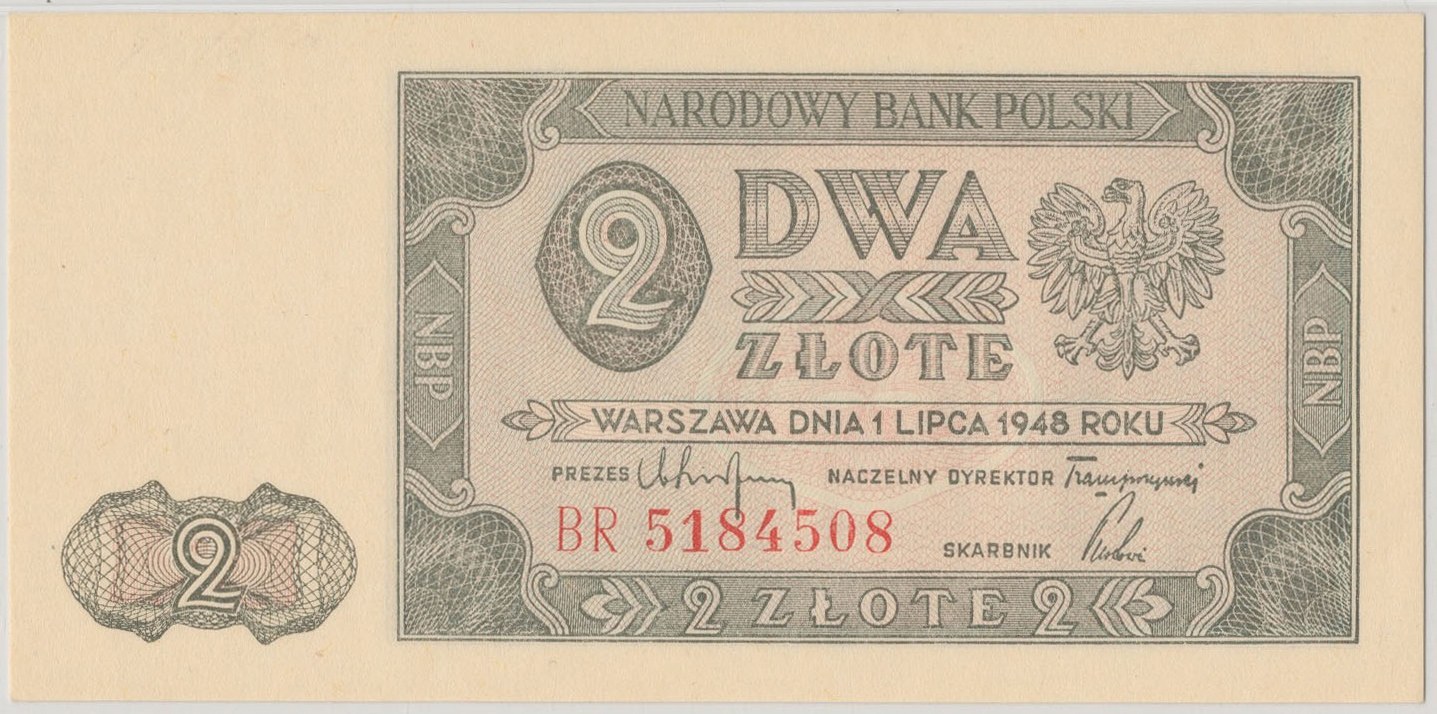 NARODOWY BANK POLSKI
2
DWA
ZŁOTE
NBP
NBP
WARSZAWA DNIA 1 LIPCA 1948 ROKU
PREZES
NACZELNY DYREKTOR
BR 5184508
SKARBNIK
2
2 ZŁOTE 2